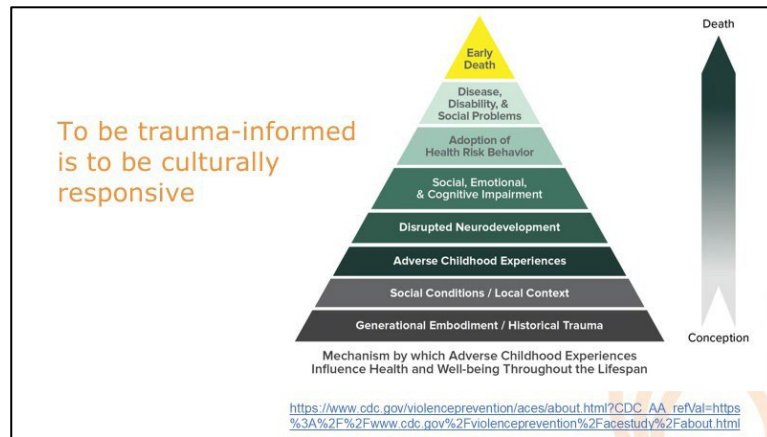 To be trauma-informed
is to be culturally
responsive
Early
Death
Disease,
Disability, &
Social Problems
Adoption of
Health Risk Behavior
Social, Emotional,
& Cognitive Impairment
Disrupted Neurodevelopment
Adverse Childhood Experiences
Social Conditions / Local Context
Generational Embodiment / Historical Trauma
Mechanism by which Adverse Childhood Experiences
Influence Health and Well-being Throughout the Lifespan
Death
Conception
https://www.cdc.gov/violenceprevention/aces/about.html?CDC_AA_refVal=https
%3A%2F%2Fwww.cdc.gov%2Fviolenceprevention%2Facestudy%2Fabout.html